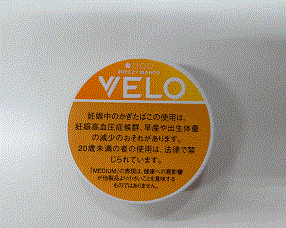 BREEZY MANGO
VELO
妊娠中のかぎたばこの使用は、
妊娠高血圧症候群、早産や出生体重
の減少のおそれがあります。
20歳未満の者の使用は、法律で禁
じられています。
「MEDIUM」の表現は、健康への悪影響
が他製品より小さいことを意味する
ものではありません。